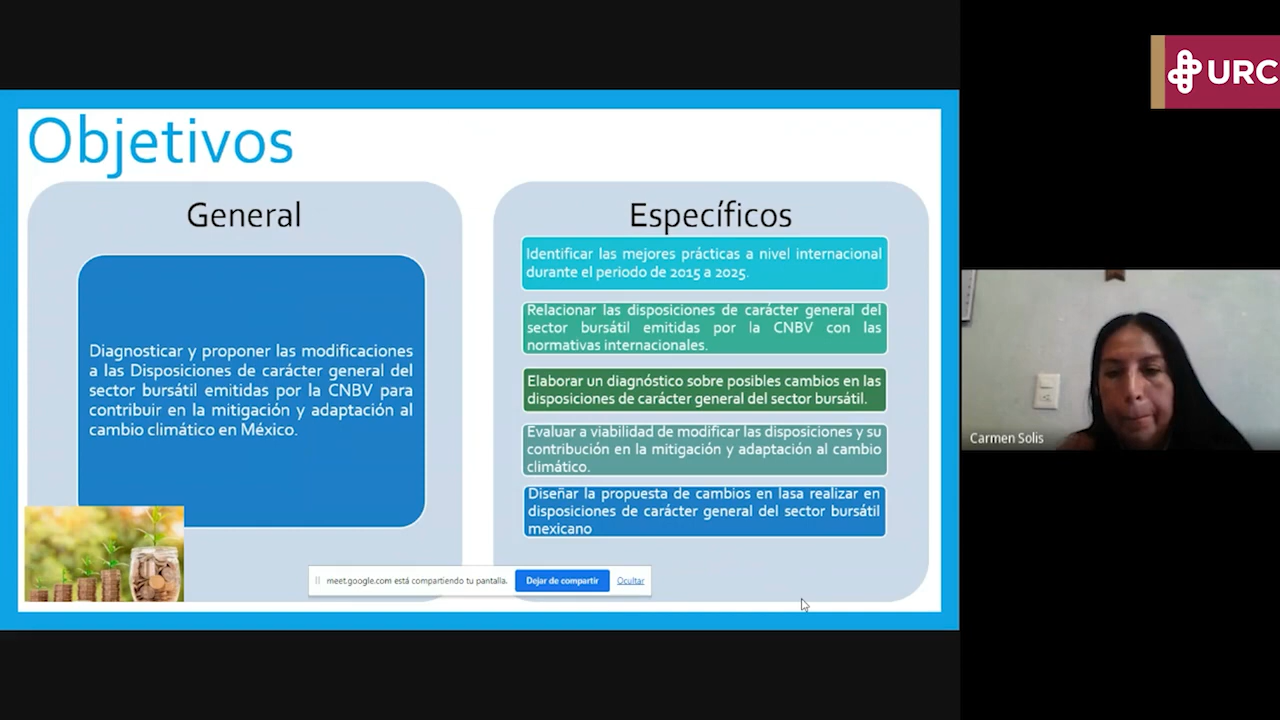 URC
Objetivos
General
Diagnosticar y proponer las modificaciones
a las Disposiciones de carácter general del
sector bursátil emitidas por la CNBV para
contribuir en la mitigación y adaptación al
cambio climático en México.
Específicos
Identificar las mejores prácticas a nivel internacional
durante el periodo de 2015 a 2025.
Relacionar las disposiciones de carácter general del
sector bursátil emitidas por la CNBV con las
normativas internacionales.
Elaborar un diagnóstico sobre posibles cambios en las
disposiciones de carácter general del sector bursátil.
Evaluar a viabilidad de modificar las disposiciones y su
contribución en la mitigación y adaptación al cambio
climático.
Diseñar la propuesta de cambios en lasa realizar en
disposiciones de carácter general del sector bursátil
mexicano
meet.google.com está compartiendo tu pantalla.
Dejar de compartir
Ocultar
Carmen Solis